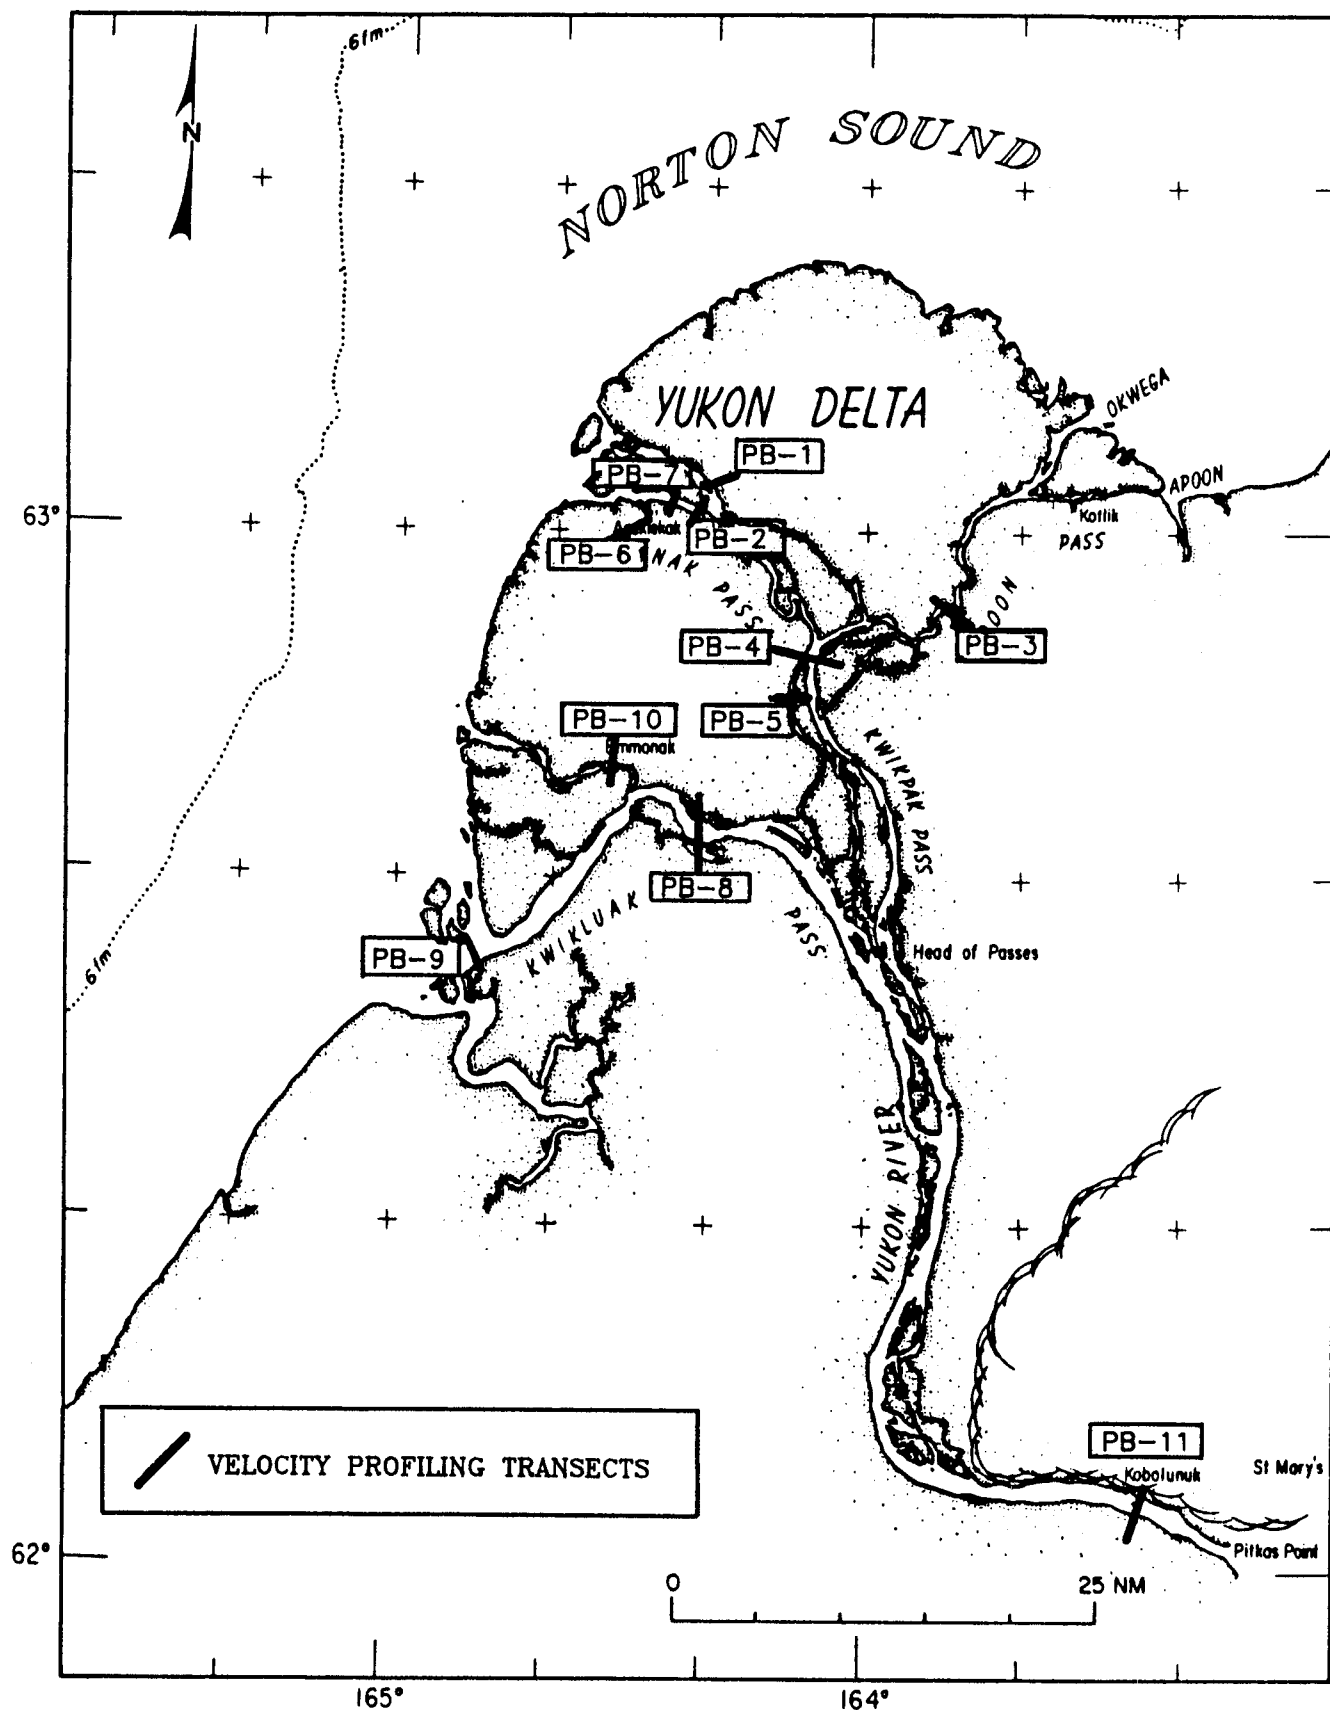 61m
N
NORTON SOUND
YUKON DELTA
OKWEGA
PB-1
PB-7
APOON
63°
Kotlik
PASS
PB-2
PB-6
NAK PASS
OON
PB-4
PB-3
PB-10
PB-5
Emmonak
KWIKPAK PASS
PB-8
KWIKLUAK
PASS
PB-9
Head of Passes
61m
YUKON RIVER
PB-11
VELOCITY PROFILING TRANSECTS
Kobolunuk
St Mary's
62°
Pitkas Point
0
25 NM
165°
164°